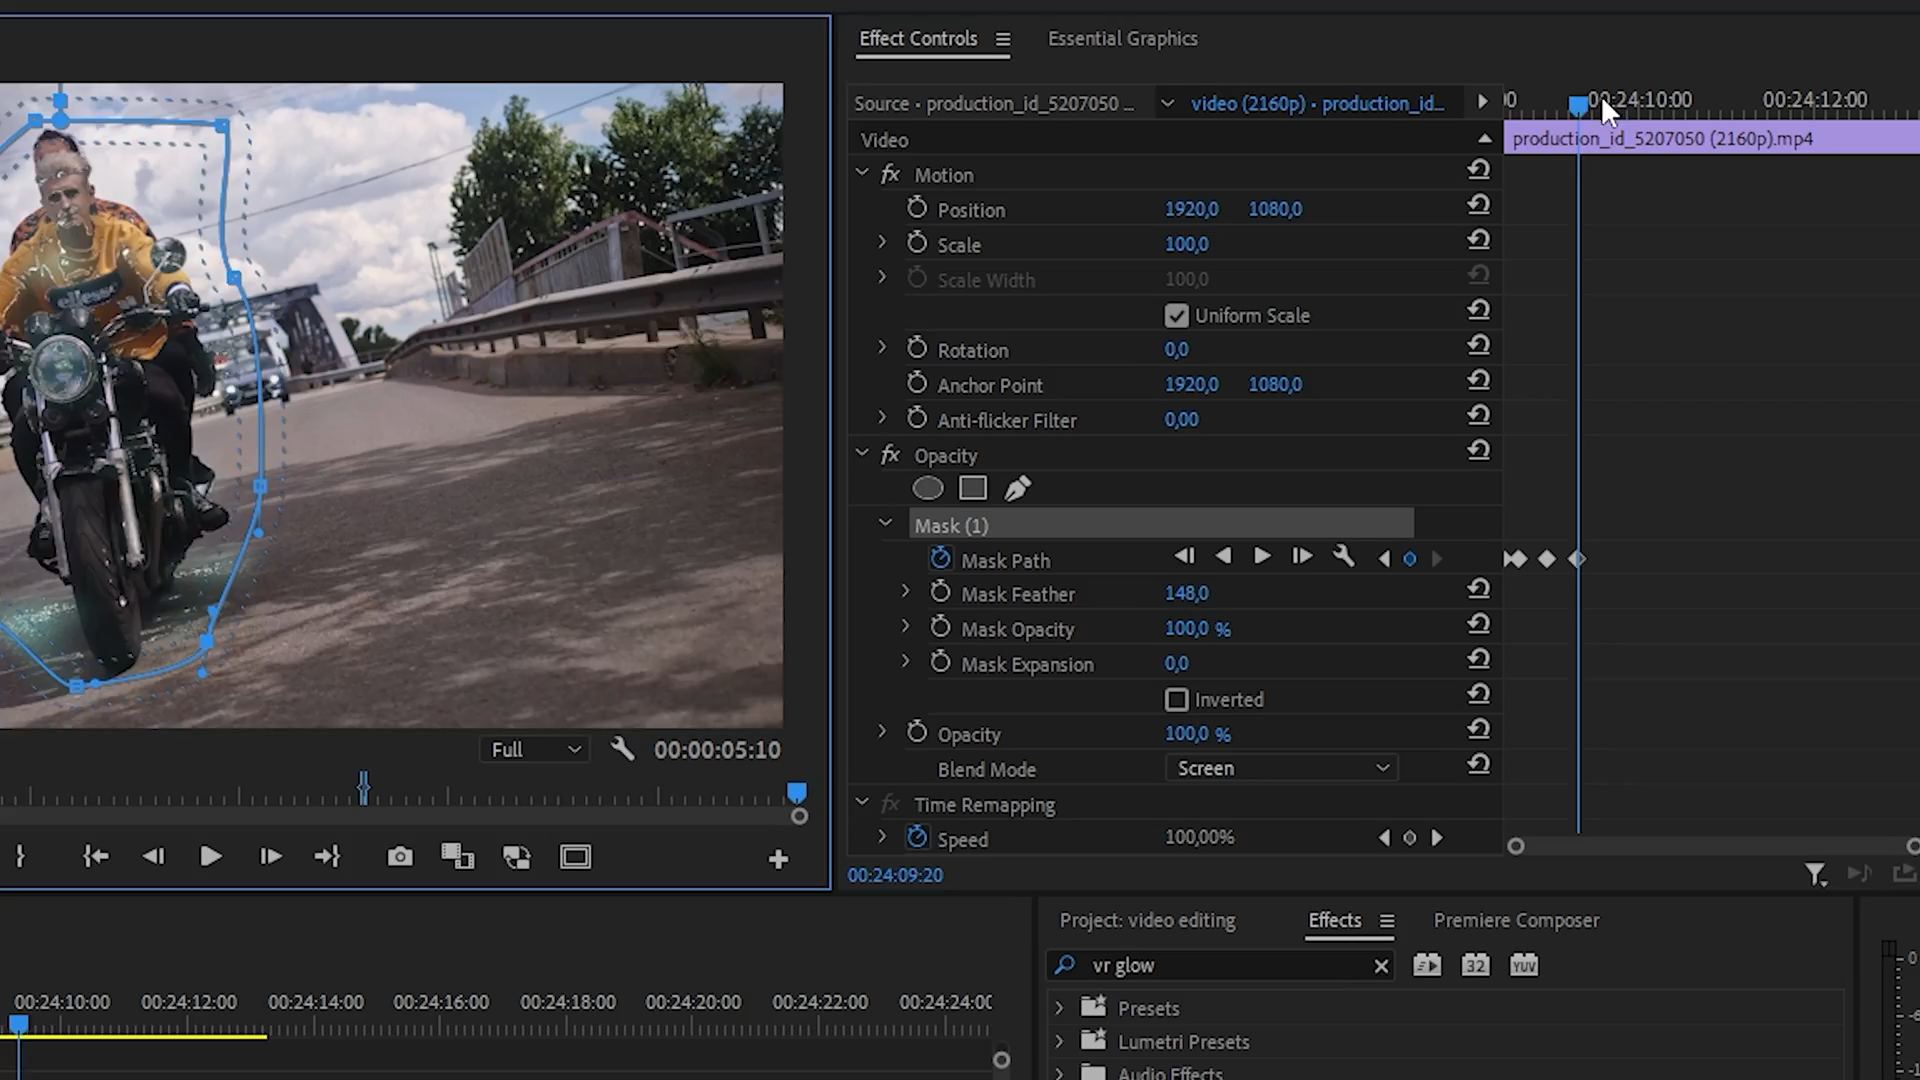 Effect Controls
Essential Graphics
Source • production_id_5207050 ...
video (2160p) • production_id...
00:24:10:00
00:24:12:00
Video
production_id_5207050 (2160p).mp4
fx Motion
Position 1920,0 1080,0
Scale 100,0
Scale Width 100,0
Uniform Scale
Rotation 0,0
Anchor Point 1920,0 1080,0
Anti-flicker Filter 0,00
fx Opacity
Mask (1)
Mask Path
Mask Feather 148,0
Mask Opacity 100,0 %
Mask Expansion 0,0
Inverted
Opacity 100,0 %
Blend Mode Screen
fx Time Remapping
Speed 100,00%
00:24:09:20
ellesse
Full
00:00:05:10
Project: video editing
Effects
Premiere Composer
vr glow
32
YUV
Presets
Lumetri Presets
Audio Effects
00:24:10:00 00:24:12:00 00:24:14:00 00:24:16:00 00:24:18:00 00:24:20:00 00:24:22:00 00:24:24:00
0